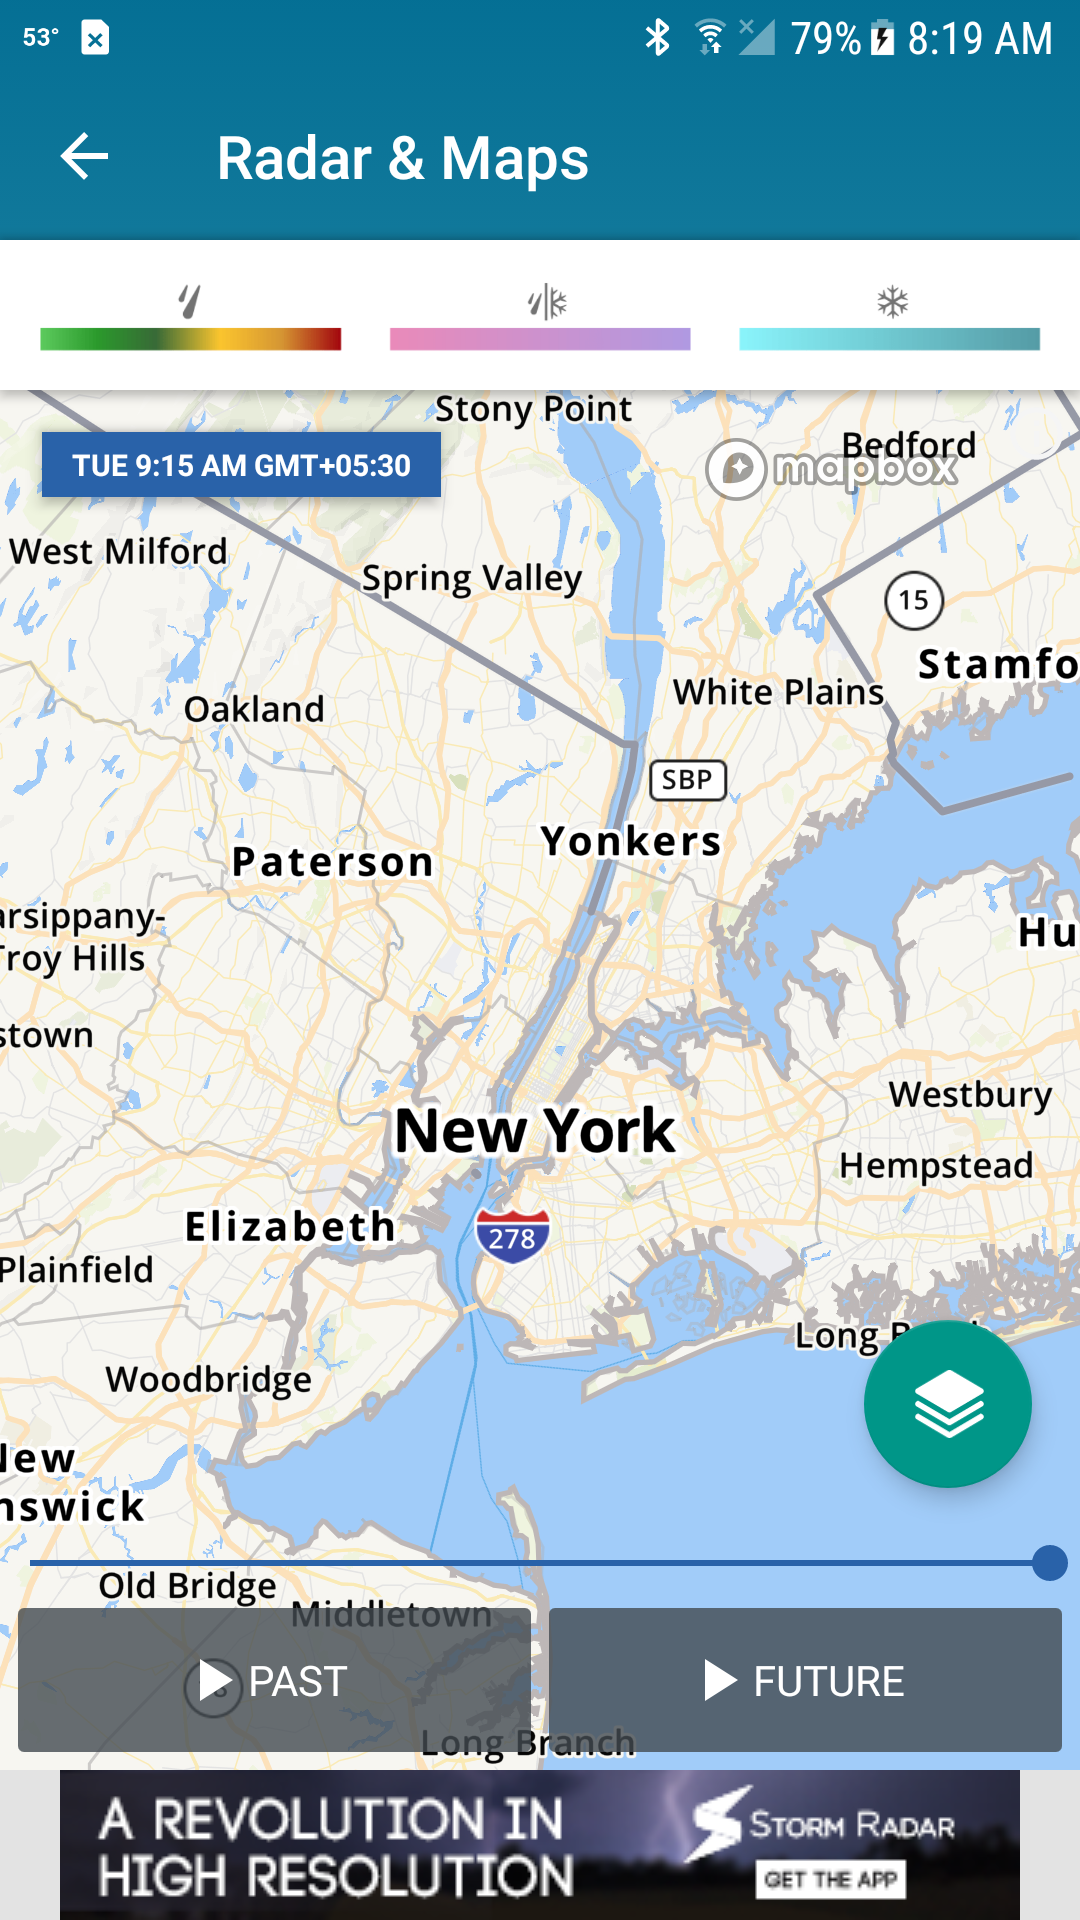 53°
79% 8:19 AM
Radar & Maps
Stony Point
Bedford
TUE 9:15 AM GMT+05:30
mapbox
West Milford
Spring Valley
15
Stamfo
White Plains
Oakland
SBP
Yonkers
Paterson
arsippany-
Troy Hills
Hu
stown
Westbury
New York
Hempstead
Elizabeth
278
Plainfield
Long B
Woodbridge
New
nswick
Old Bridge
Middletown
PAST
FUTURE
Long Branch
A REVOLUTION IN
HIGH RESOLUTION
STORM RADAR
GET THE APP